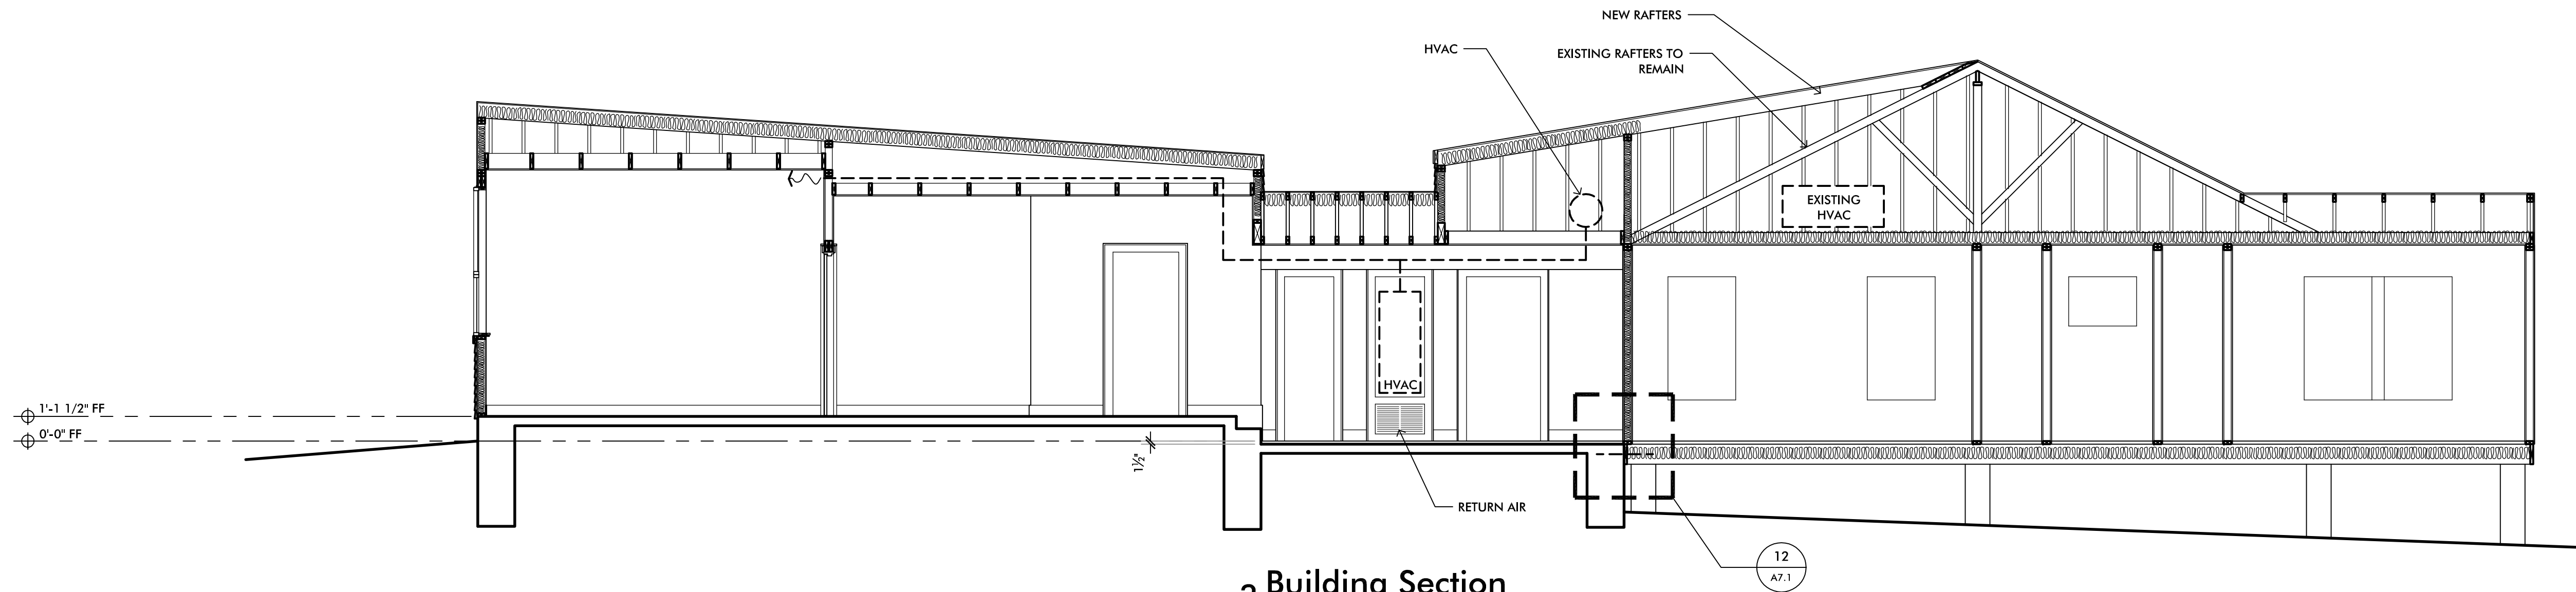 NEW RAFTERS
HVAC
EXISTING RAFTERS TO
REMAIN
EXISTING
HVAC
HVAC
1'-1 1/2" FF
0'-0" FF
1½"
RETURN AIR
12
A7.1
Building Section